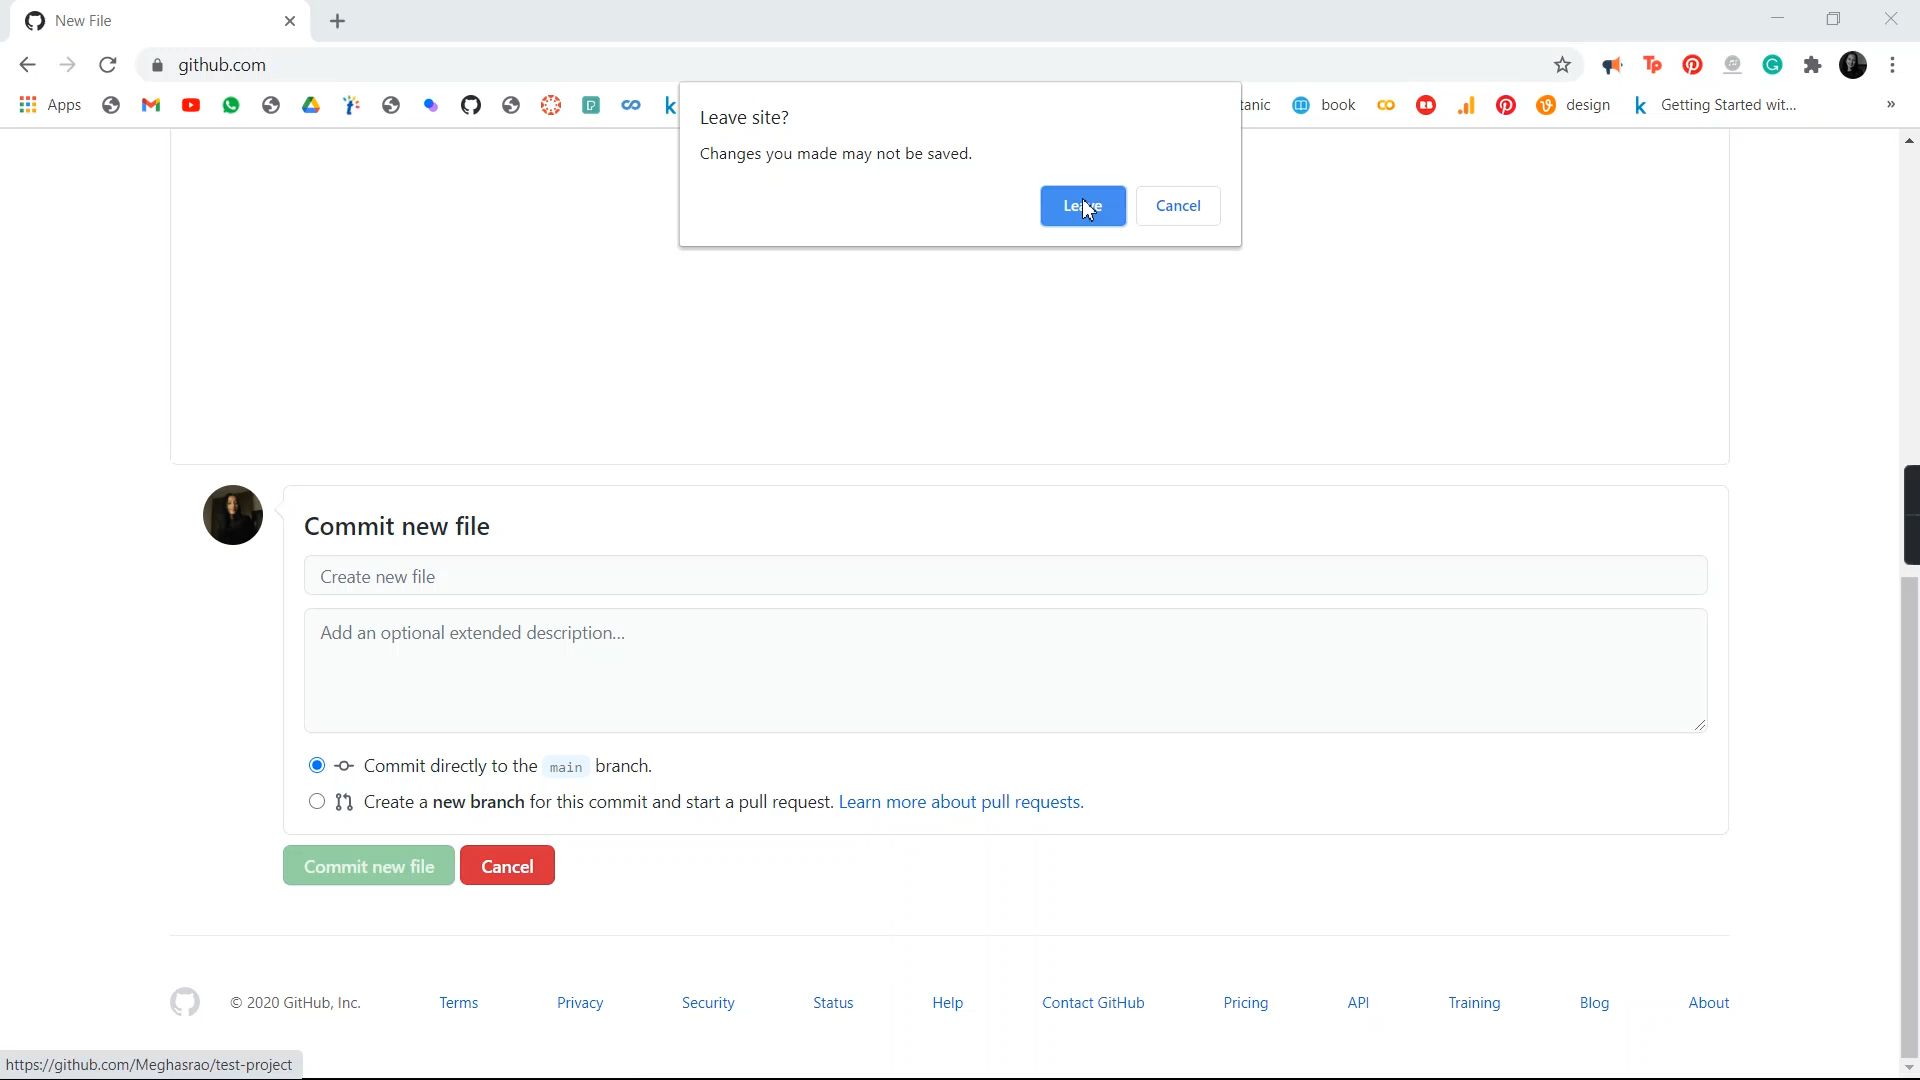 New File
github.com
Apps
tanic
book
design
Getting Started wit...
Leave site?
Changes you made may not be saved.
Leave
Cancel
Commit new file
Create new file
Add an optional extended description...
Commit directly to the main branch.
Create a new branch for this commit and start a pull request. Learn more about pull requests.
Commit new file
Cancel
© 2020 GitHub, Inc.
Terms
Privacy
Security
Status
Help
Contact GitHub
Pricing
API
Training
Blog
About
https://github.com/Meghasrao/test-project